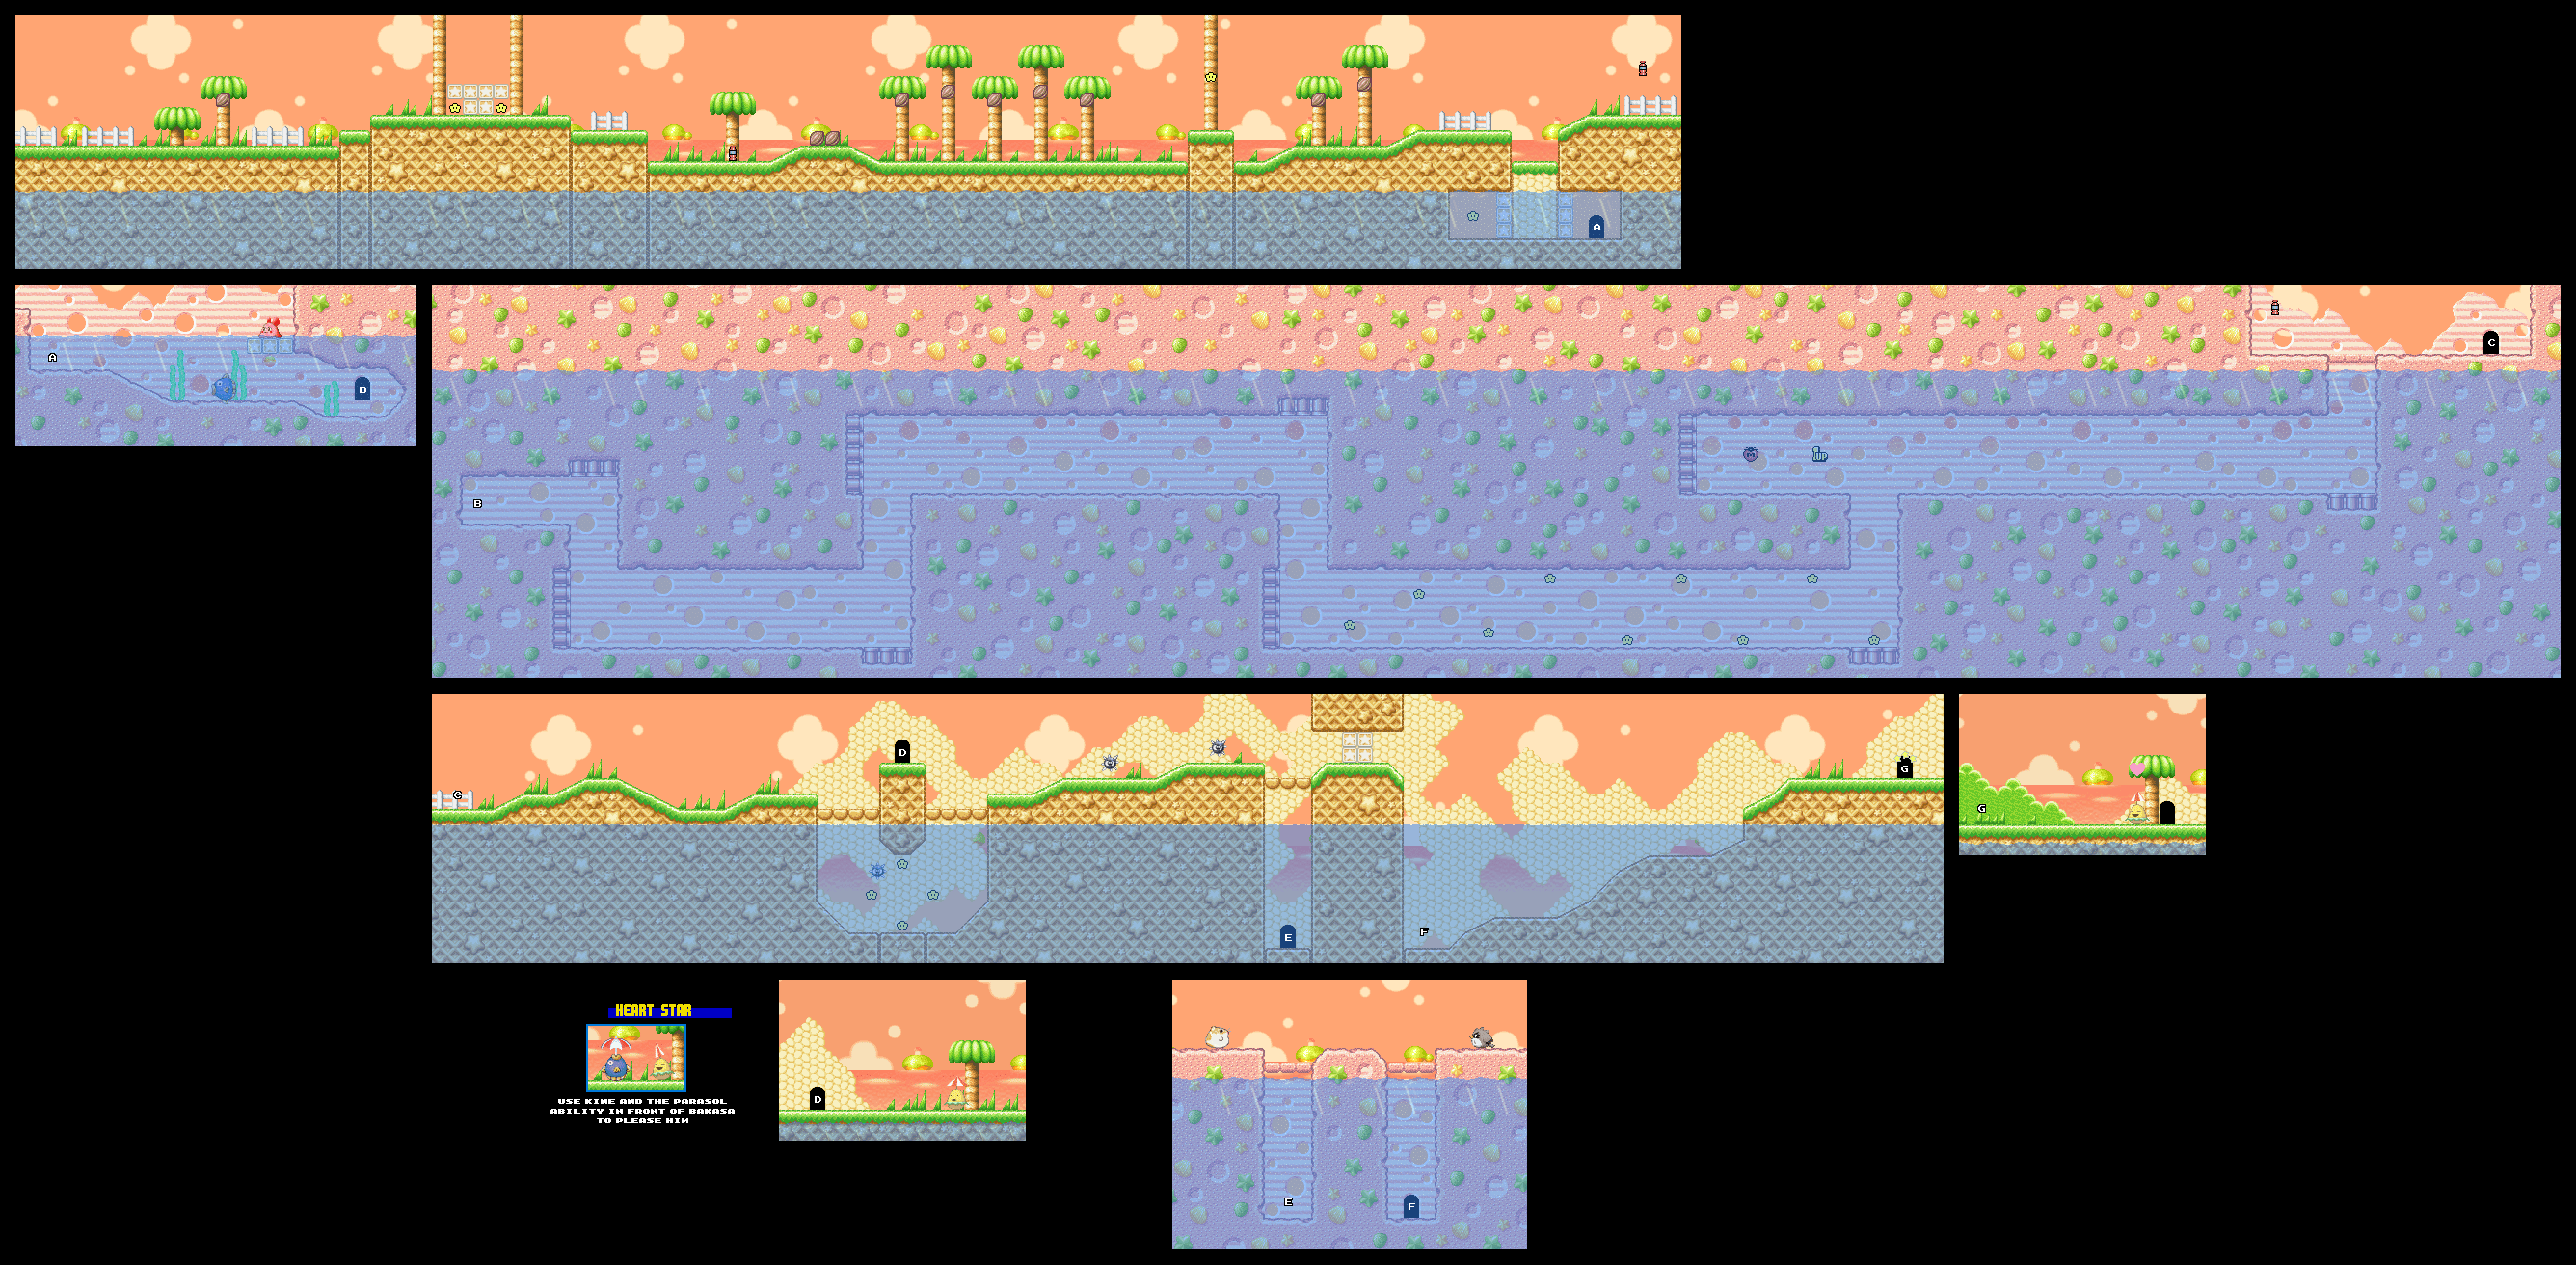 A
A
B
C
B
D
C
G
G
E
F
HEART STAR
USE KINE AND THE PARASOL
ABILITY IN FRONT OF BAKASA
TO PLEASE HIM
D
E
F